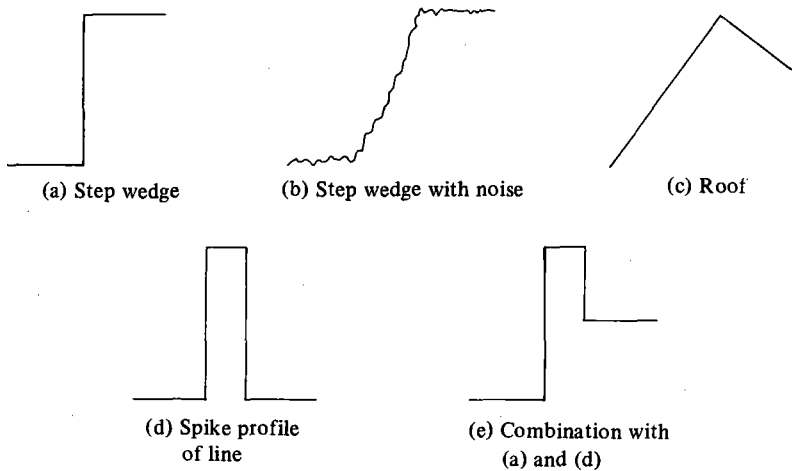 (a) Step wedge
(b) Step wedge with noise
(c) Roof
(d) Spike profile
of line
(e) Combination with
(a) and (d)